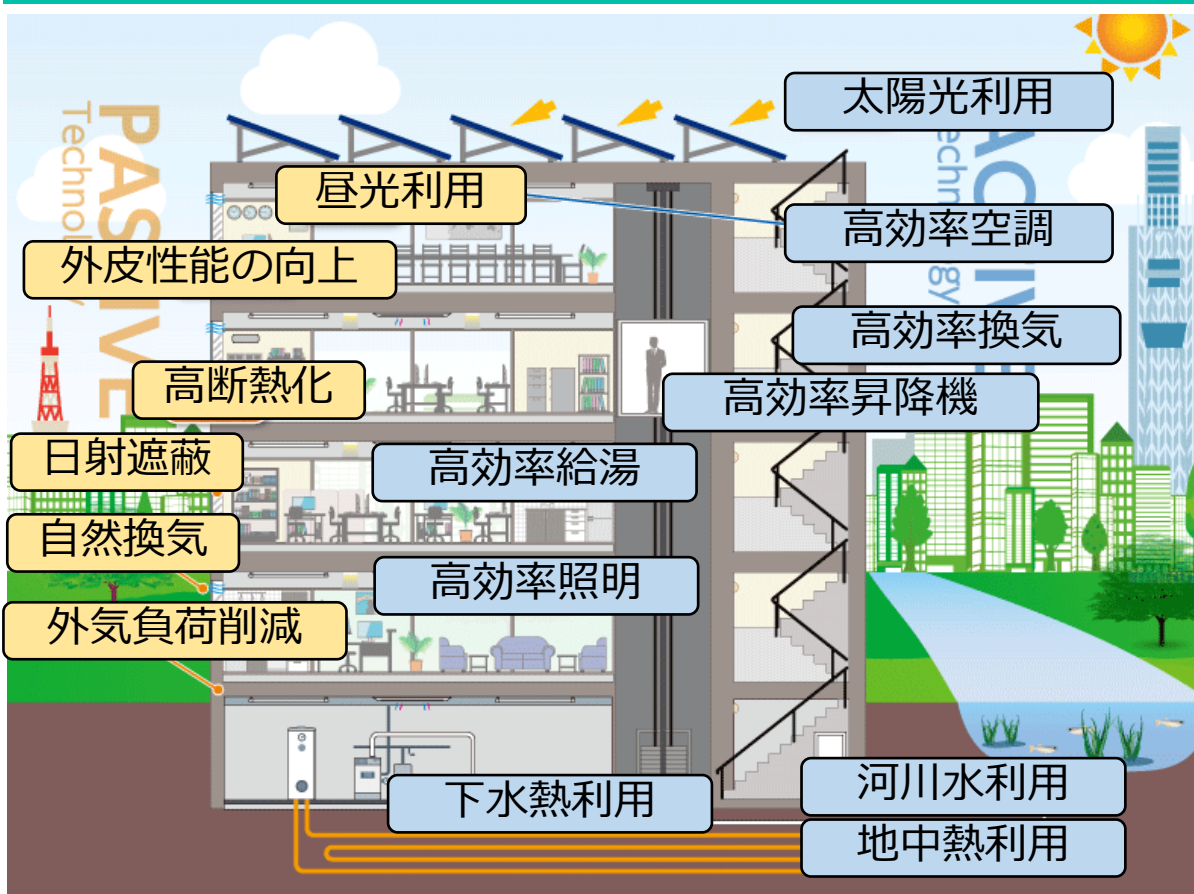 太陽光利用
PASSIVE
Technology
昼光利用
高効率空調
外皮性能の向上
高効率換気
高断熱化
高効率昇降機
日射遮蔽
高効率給湯
自然換気
高効率照明
外気負荷削減
河川水利用
下水熱利用
地中熱利用